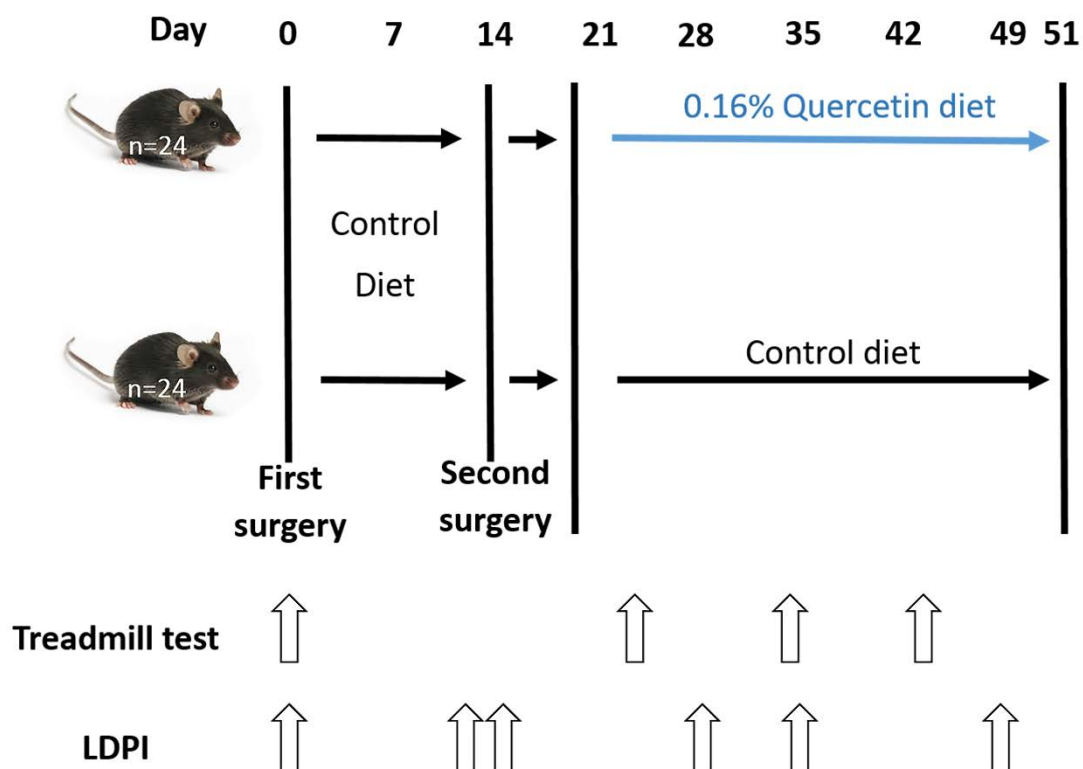 Day 0 7 14 21 28 35 42 49 51
0.16% Quercetin diet
n=24
Control
Diet
Control diet
n=24
First
surgery
Second
surgery
Treadmill test
LDPI